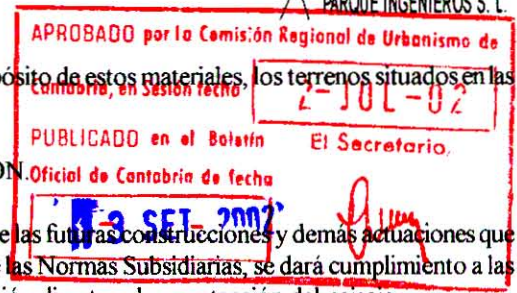 PARQUE INGENIEROS S. L.
APROBADO por la Comisión Regional de Urbanismo de
pósito de estos materiales, los terrenos situados en las
Cantabria, en Sesión fecha 2-JUL-02
PUBLICADO en el Boletín El Secretario,
ON.
Oficial de Cantabria de fecha
3 SET. 2002
e las futuras construcciones y demás actuaciones que
e las Normas Subsidiarias, se dará cumplimiento a las